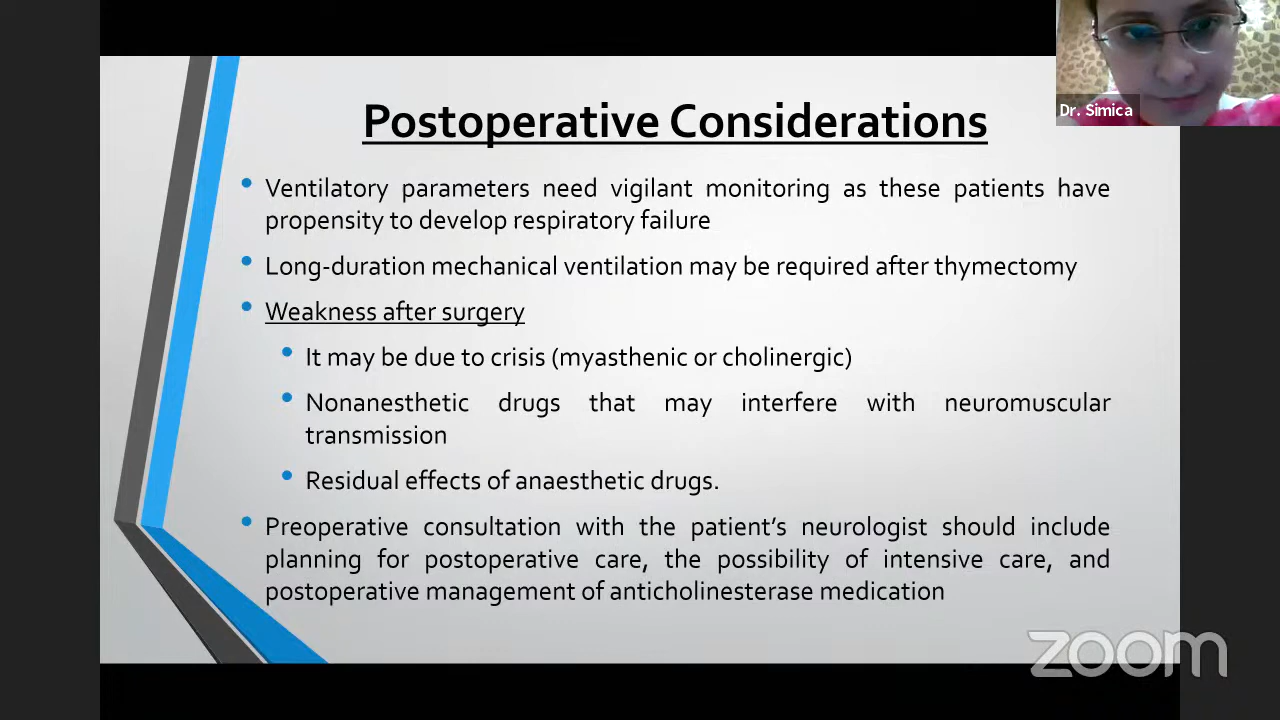 Postoperative Considerations
Dr. Simica
• Ventilatory parameters need vigilant monitoring as these patients have
propensity to develop respiratory failure
• Long-duration mechanical ventilation may be required after thymectomy
• Weakness after surgery
• It may be due to crisis (myasthenic or cholinergic)
• Nonanesthetic drugs that may interfere with neuromuscular
transmission
• Residual effects of anaesthetic drugs.
• Preoperative consultation with the patient’s neurologist should include
planning for postoperative care, the possibility of intensive care, and
postoperative management of anticholinesterase medication
zoom